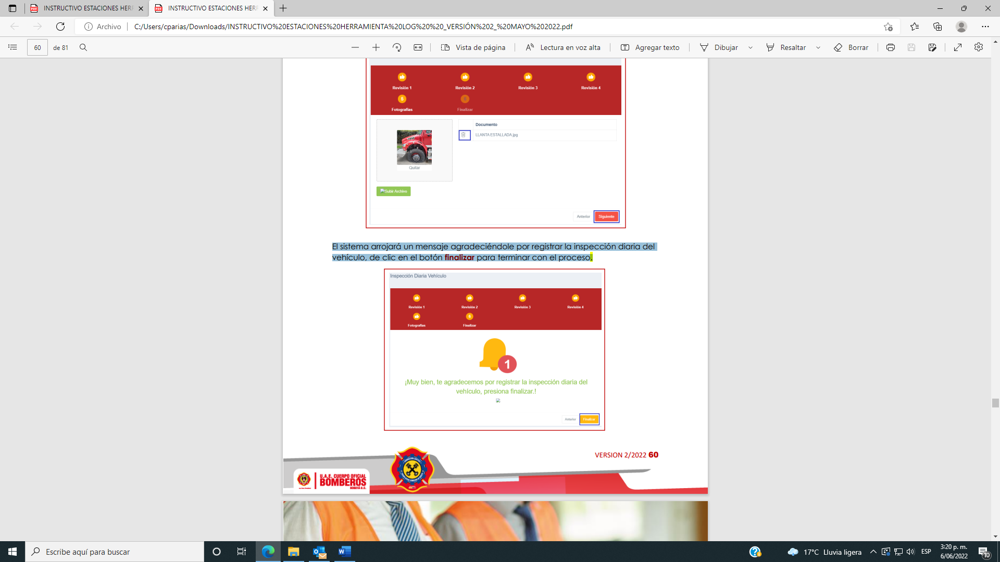 INSTRUCTIVO ESTACIONES HERR
INSTRUCTIVO ESTACIONES HERR
Archivo
C:/Users/cparias/Downloads/INSTRUCTIVO%20ESTACIONES%20HERRAMIENTA%20LOG%20%20_VERSIÓN%202_%20MAYO%202022.pdf
60 de 81
Vista de página
Lectura en voz alta
Agregar texto
Dibujar
Resaltar
Borrar
Revisión 1 Revisión 2 Revisión 3 Revisión 4
5
Fotografías Finalizar
Documento
LLANTA ESTALLADA.jpg
Quitar
Subir Archivo
Anterior Siguiente
El sistema arrojará un mensaje agradeciéndole por registrar la inspección diaria del
vehículo, de clic en el botón finalizar para terminar con el proceso.
Inspección Diaria Vehículo
Revisión 1 Revisión 2 Revisión 3 Revisión 4
6
Fotografías Finalizar
1
¡Muy bien, te agradecemos por registrar la inspección diaria del
vehículo, presiona finalizar.!
Anterior Finalizar
VERSION 2/2022 60
U.A.E. CUERPO OFICIAL
BOMBEROS
BOGOTÁ D.C.
Escribe aquí para buscar
17°C Lluvia ligera
ESP
3:20 p. m.
6/06/2022
10